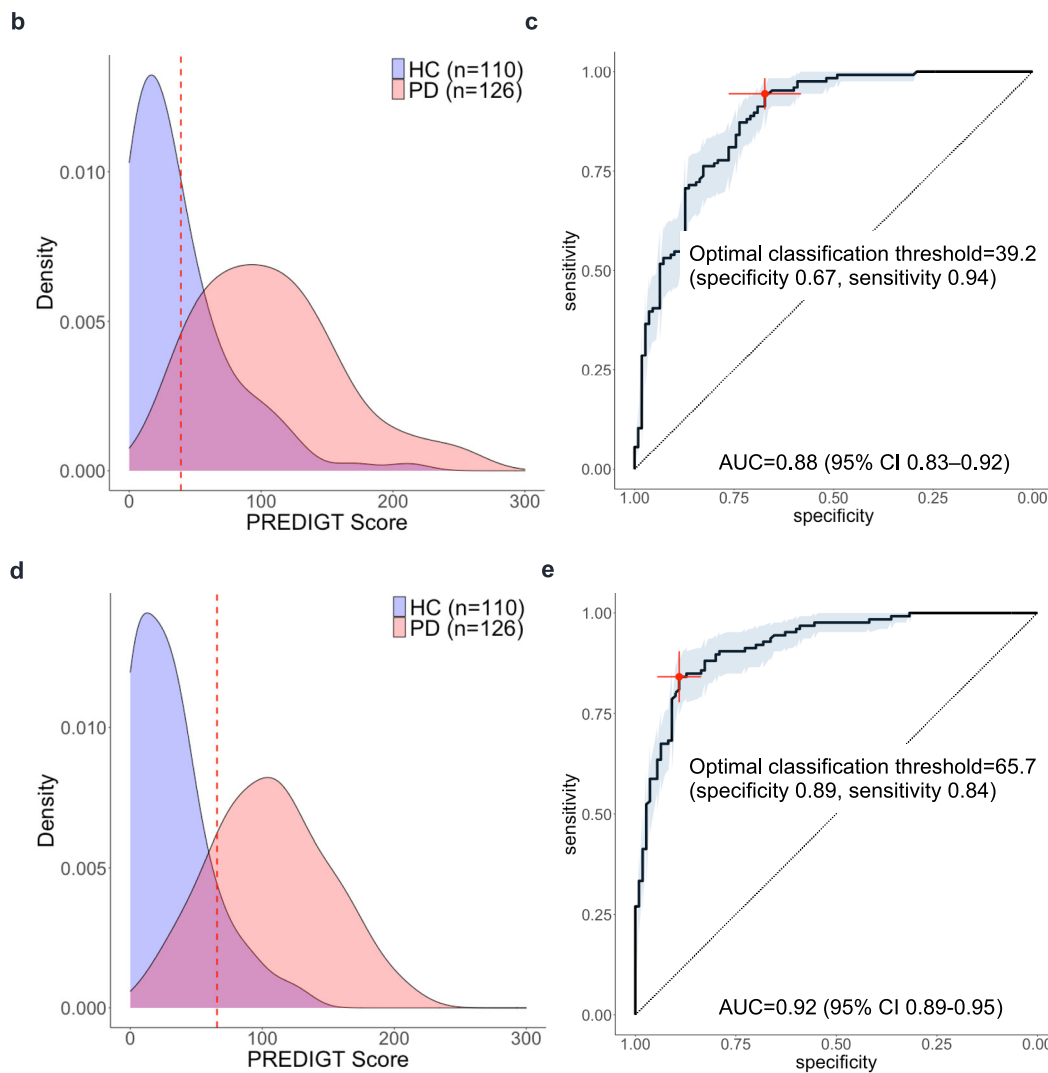 b
HC (n=110)
PD (n=126)
0.010
0.005
0.000
Density
0
100
200
300
PREDIGT Score
c
1.00
0.75
0.50
0.25
0.00
sensitivity
Optimal classification threshold=39.2
(specificity 0.67, sensitivity 0.94)
AUC=0.88 (95% CI 0.83–0.92)
1.00
0.75
0.50
0.25
0.00
specificity
d
HC (n=110)
PD (n=126)
0.010
0.005
0.000
Density
0
100
200
300
PREDIGT Score
e
1.00
0.75
0.50
0.25
0.00
sensitivity
Optimal classification threshold=65.7
(specificity 0.89, sensitivity 0.84)
AUC=0.92 (95% CI 0.89-0.95)
1.00
0.75
0.50
0.25
0.00
specificity